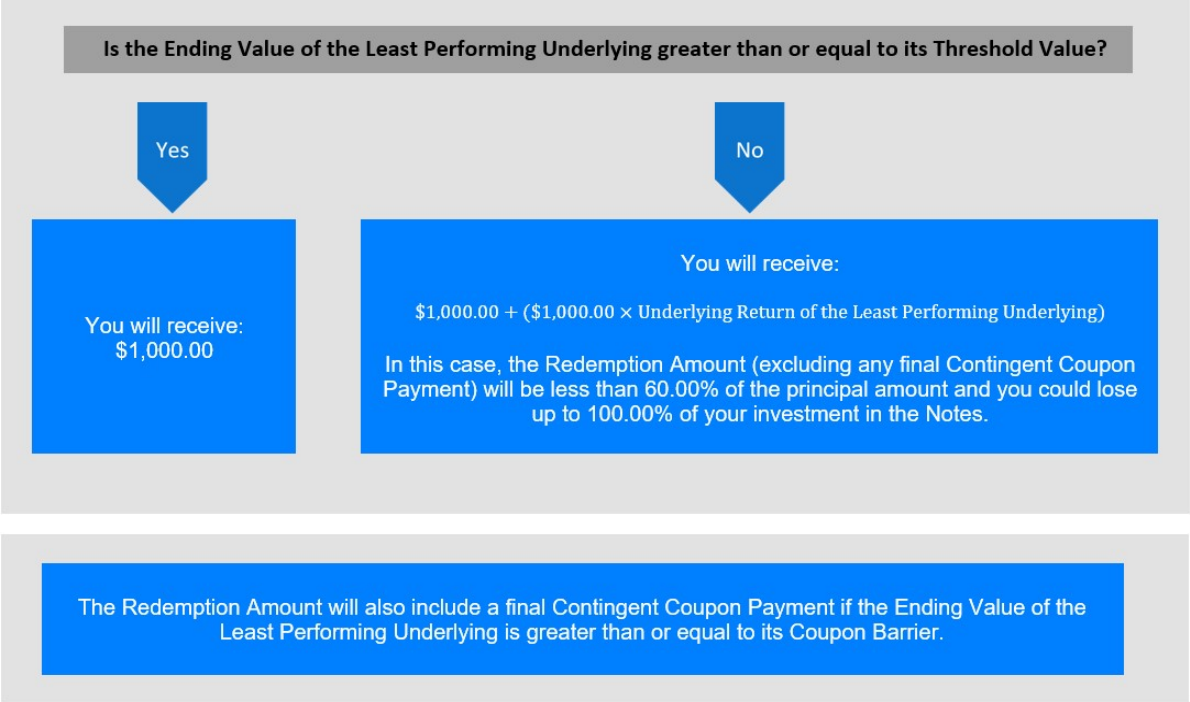 Is the Ending Value of the Least Performing Underlying greater than or equal to its Threshold Value?
Yes
No
You will receive:
$1,000.00
You will receive:
$1,000.00 + ($1,000.00 × Underlying Return of the Least Performing Underlying)
In this case, the Redemption Amount (excluding any final Contingent Coupon
Payment) will be less than 60.00% of the principal amount and you could lose
up to 100.00% of your investment in the Notes.
The Redemption Amount will also include a final Contingent Coupon Payment if the Ending Value of the
Least Performing Underlying is greater than or equal to its Coupon Barrier.